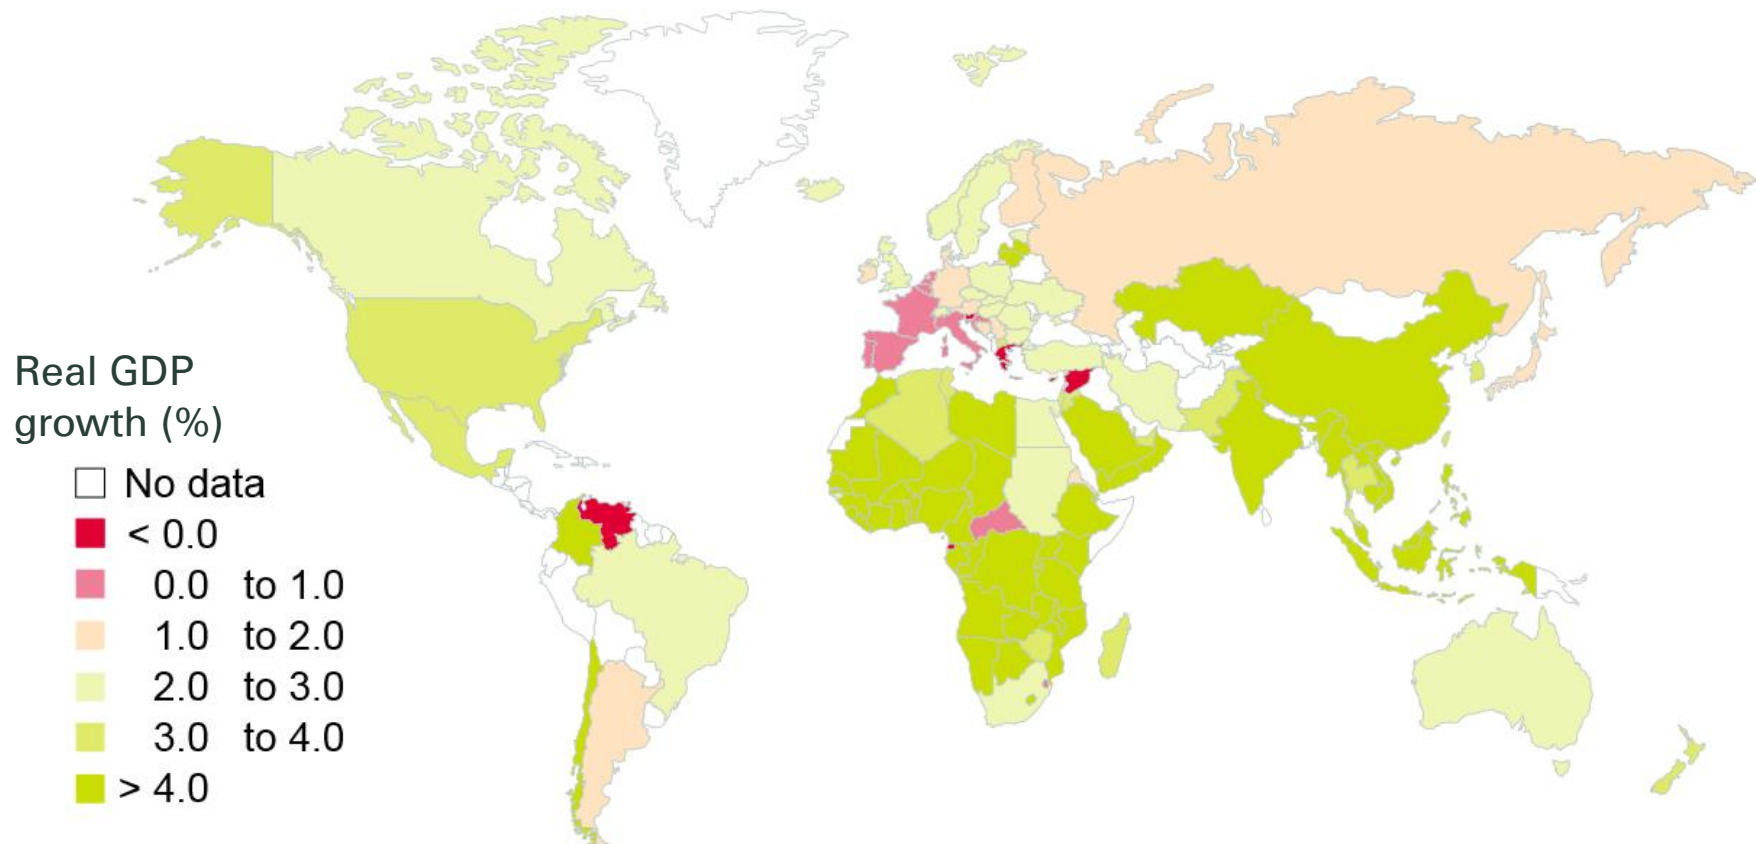 Real GDP
growth (%)
No data
< 0.0
0.0 to 1.0
1.0 to 2.0
2.0 to 3.0
3.0 to 4.0
> 4.0